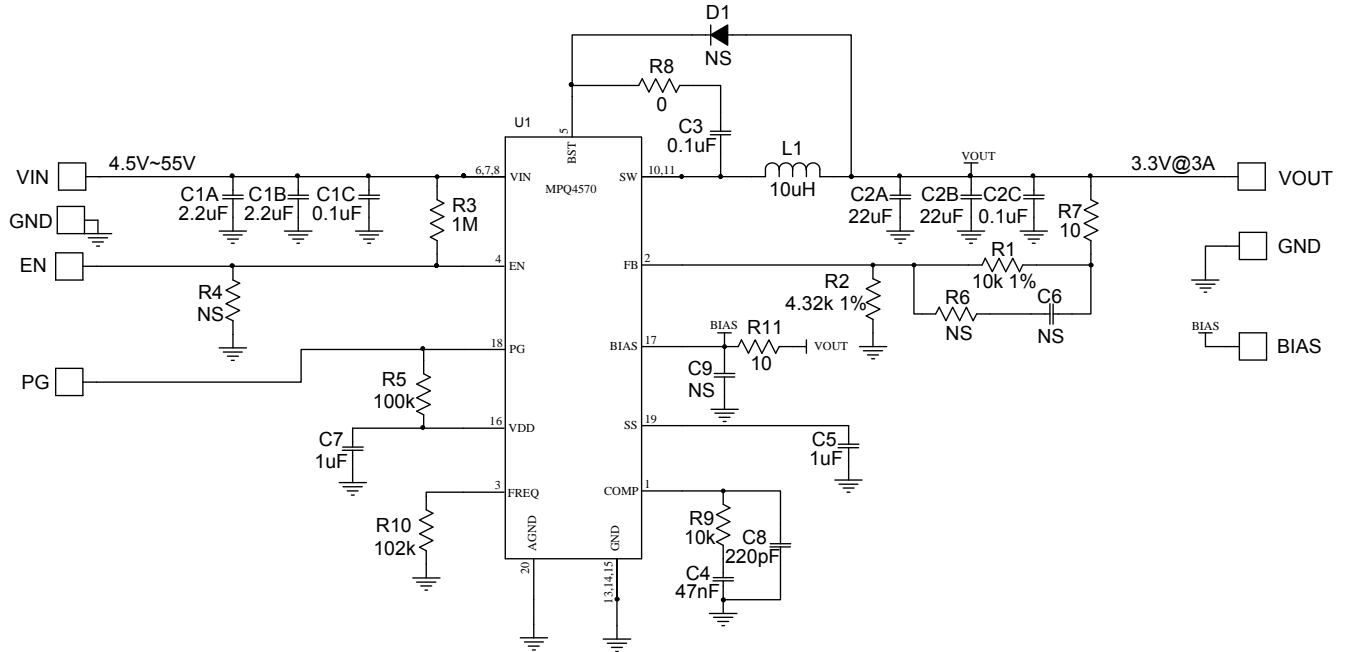 D1
NS
R8
0
U1
5
BST
C3
0.1uF
L1
10uH
VOUT
VIN
4.5V~55V
6,7,8
VIN
MPQ4570
SW
10,11
3.3V@3A
VOUT
C1A
2.2uF
C1B
2.2uF
C1C
0.1uF
R3
1M
C2A
22uF
C2B
22uF
C2C
0.1uF
R7
10
GND
GND
EN
4
EN
FB
2
R1
10k 1%
R2
4.32k 1%
R4
NS
R6
NS
C6
NS
18
PG
BIAS
17
BIAS
R11
10
VOUT
BIAS
BIAS
PG
R5
100k
C9
NS
16
VDD
SS
19
C7
1uF
C5
1uF
3
FREQ
COMP
1
R10
102k
AGND
GND
R9
10k
C8
220pF
C4
47nF
20
13,14,15